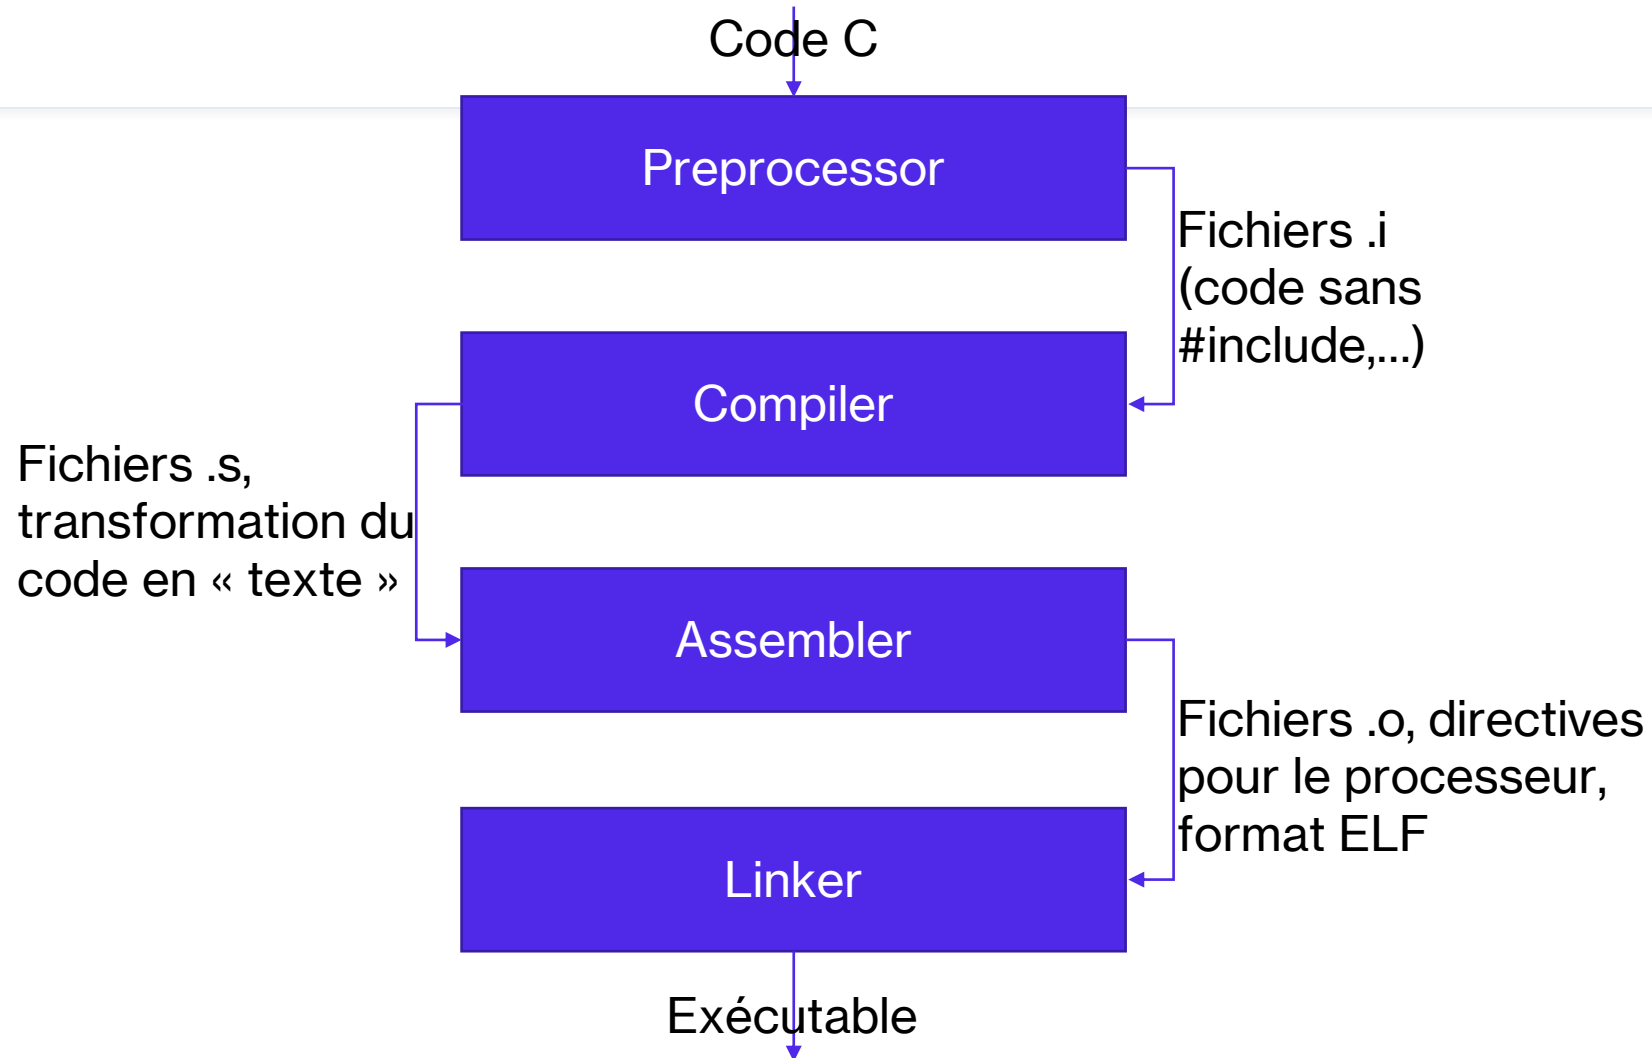 Code C
Preprocessor
Fichiers .i
(code sans
#include,...)
Compiler
Fichiers .s,
transformation du
code en « texte »
Assembler
Fichiers .o, directives
pour le processeur,
format ELF
Linker
Exécutable